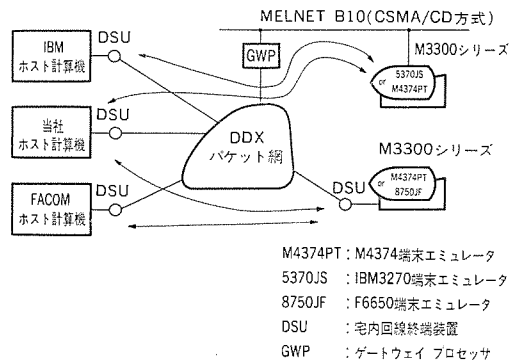 MELNET B10(CSMA/CD方式)
IBM
ホスト計算機
DSU
GWP
M3300シリーズ
or
5370JS
M4374PT
当社
ホスト計算機
DSU
DDX
パケット網
M3300シリーズ
or
M4374PT
8750JF
FACOM
ホスト計算機
DSU
DSU
M4374PT：M4374端末エミュレータ
5370JS：IBM3270端末エミュレータ
8750JF：F6650端末エミュレータ
DSU：宅内回線終端装置
GWP：ゲートウェイ プロセッサ